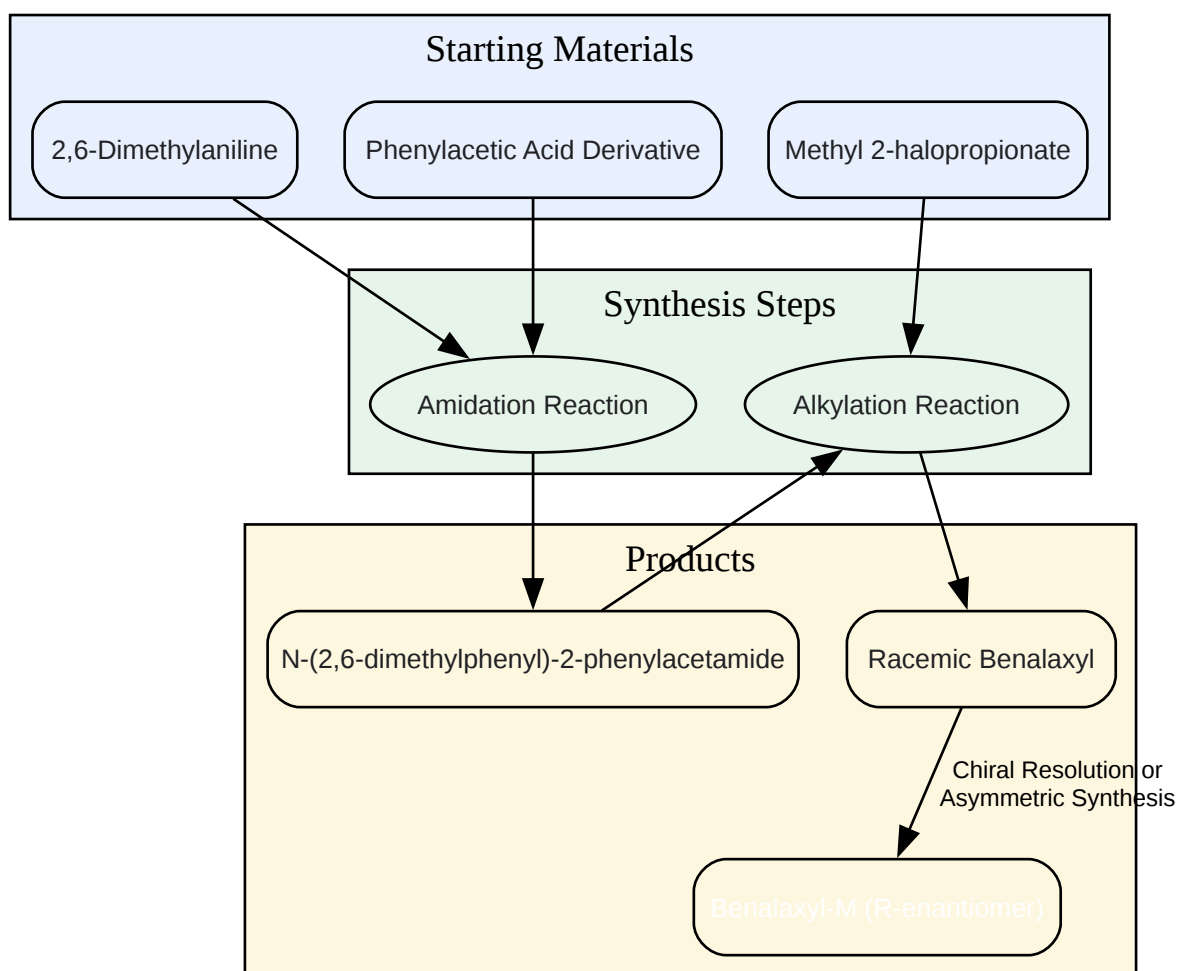 Starting Materials
2,6-Dimethylaniline
Phenylacetic Acid Derivative
Methyl 2-halopropionate
Synthesis Steps
Amidation Reaction
Alkylation Reaction
Products
N-(2,6-dimethylphenyl)-2-phenylacetamide
Racemic Benalaxyl
Chiral Resolution or
Asymmetric Synthesis
Benalaxyl-M (R-enantiomer)